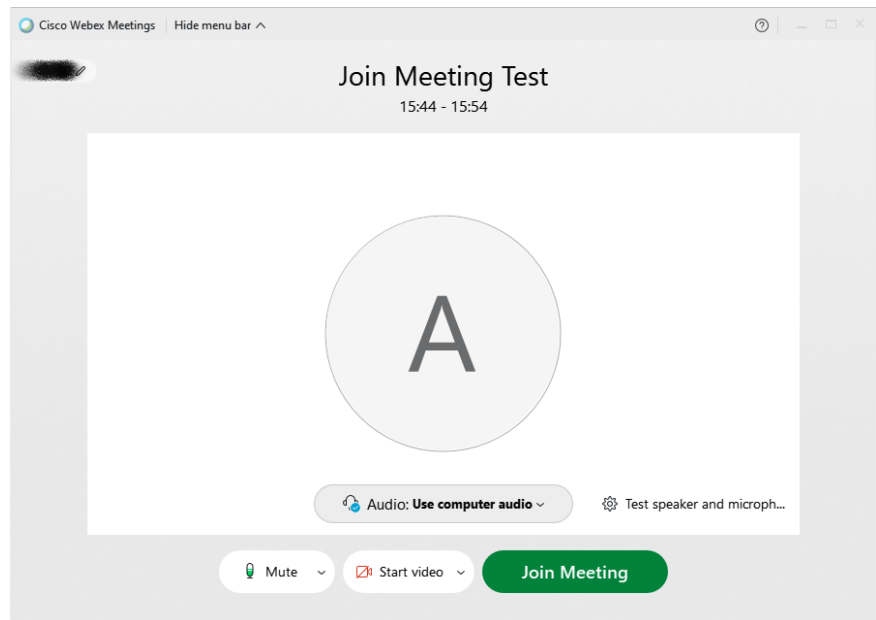 Cisco Webex Meetings Hide menu bar
Join Meeting Test
15:44 - 15:54
A
Audio: Use computer audio Test speaker and microph...
Mute Start video Join Meeting